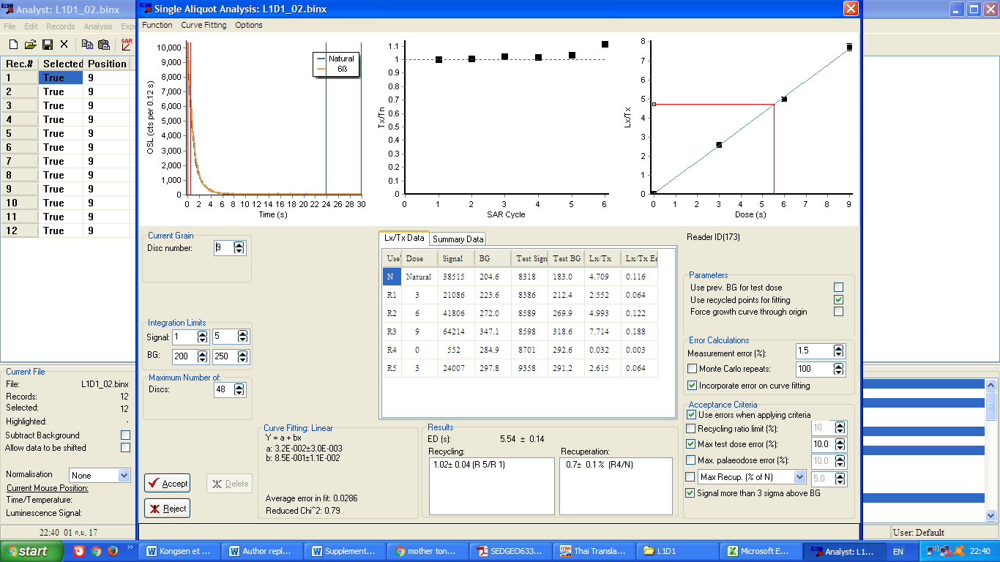 Analyst: L1D1_02.binx
File Edit Records Analysis
SAR
Rec.# Selected Position
1 True 9
2 True 9
3 True 9
4 True 9
5 True 9
6 True 9
7 True 9
8 True 9
9 True 9
10 True 9
11 True 9
12 True 9
Current File
File: L1D1_02.binx
Records: 12
Selected: 12
Highlighted: -
Subtract Background
Allow data to be shifted
Normalisation None
Current Mouse Position:
Time/Temperature:
Luminescence Signal:
22:40 01 ก.ย. 17
Single Aliquot Analysis: L1D1_02.binx
Function Curve Fitting Options
OSL (cts per 0.12 s)
10,000
9,000
8,000
7,000
6,000
5,000
4,000
3,000
2,000
1,000
0
Natural
6ß
0 2 4 6 8 10 12 14 16 18 20 22 24 26 28 30
Time (s)
Tx/Tn
1.1
1
0.9
0.8
0.7
0.6
0.5
0.4
0.3
0.2
0.1
0
0 1 2 3 4 5 6
SAR Cycle
Lx/Tx
8
7
6
5
4
3
2
1
0
0 1 2 3 4 5 6 7 8 9
Dose (s)
Current Grain
Disc number: 9
Integration Limits
Signal: 1 5
BG: 200 250
Maximum Number of:
Discs: 48
Lx/Tx Data Summary Data
Use Dose Signal BG Test Sign Test BG Lx/Tx Lx/Tx Er
N Natural 38515 204.6 8318 183.0 4.709 0.116
R1 3 21086 223.6 8386 212.4 2.552 0.064
R2 6 41806 272.0 8589 269.9 4.993 0.122
R3 9 64214 347.1 8598 318.6 7.714 0.188
R4 0 552 284.9 8701 292.6 0.032 0.003
R5 3 24007 297.8 9358 291.2 2.615 0.064
Reader ID(173)
Parameters
Use prev. BG for test dose
Use recycled points for fitting
Force growth curve through origin
Error Calculations
Measurement error (%): 1.5
Monte Carlo repeats: 100
Incorporate error on curve fitting
Acceptance Criteria
Use errors when applying criteria
Recycling ratio limit (%): 10
Max test dose error (%): 10.0
Max. palaeodose error (%): 10.0
Max Recup. (% of N) 5.0
Signal more than 3 sigma above BG
Accept Delete
Reject
Curve Fitting: Linear
Y = a + bx
a: 3.2E-002±3.0E-003
b: 8.5E-001±1.1E-002
Average error in fit: 0.0286
Reduced Chi^2: 0.79
Results
ED (s): 5.54 ± 0.14
Recycling: Recuperation:
1.02± 0.04 (R 5/R 1) 0.7± 0.1 % (R4/N)
User: Default
start
Kongsen et ...
Author repl...
Supplement...
mother ton...
SEDGEO633...
Thai Transla...
L1D1
Microsoft E...
Analyst: L1...
EN
22:40